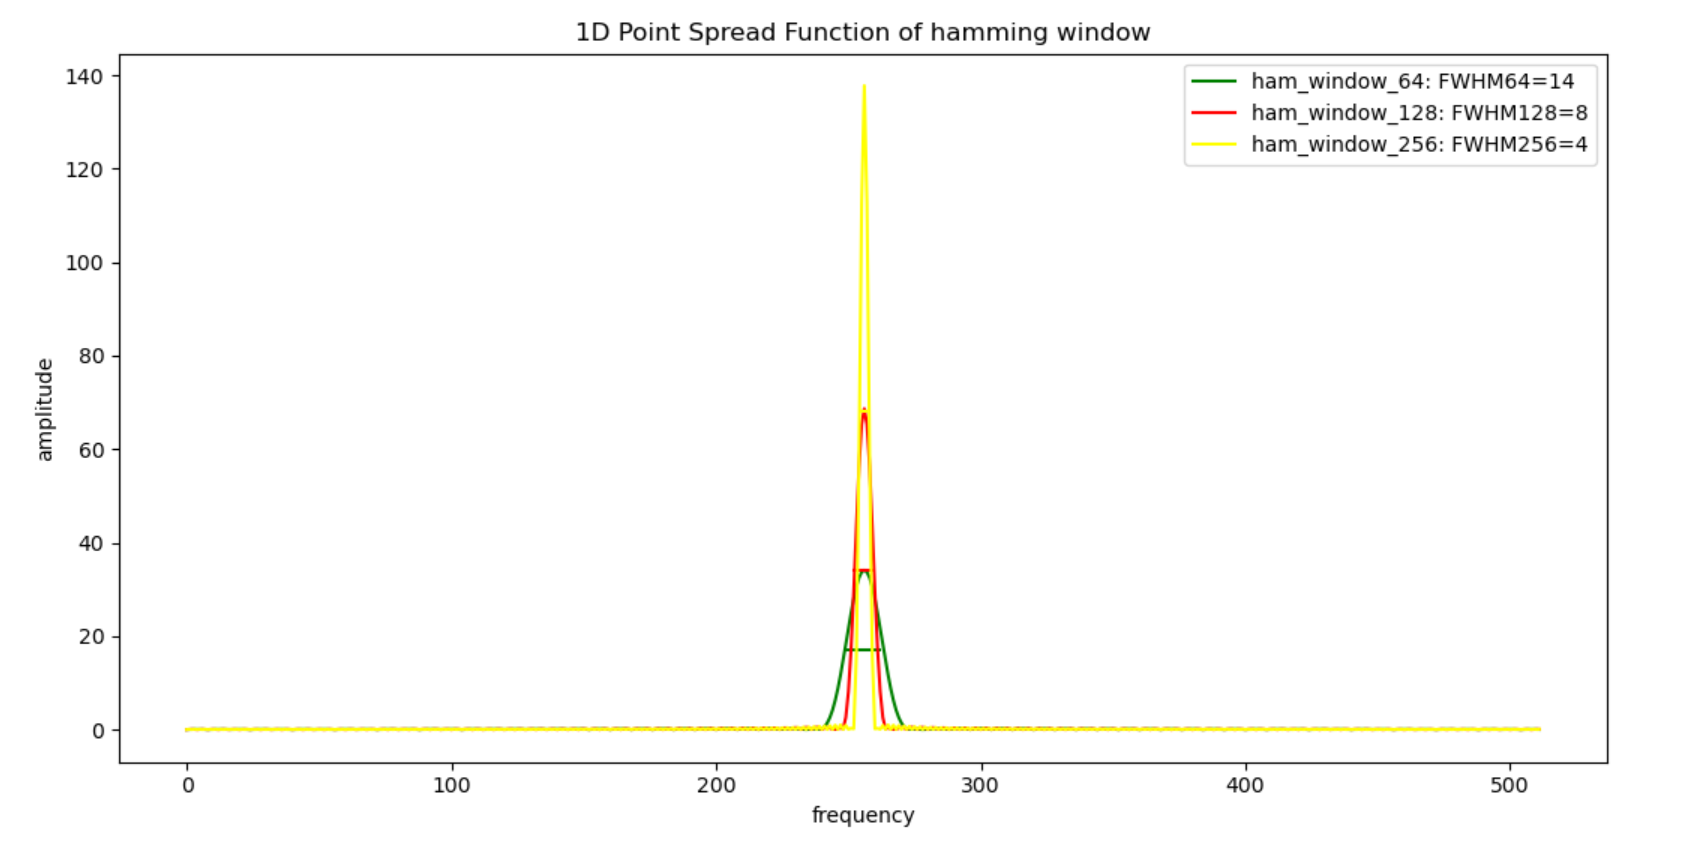 1D Point Spread Function of hamming window
ham_window_64: FWHM64=14
ham_window_128: FWHM128=8
ham_window_256: FWHM256=4
amplitude
140
120
100
80
60
40
20
0
0 100 200 300 400 500
frequency